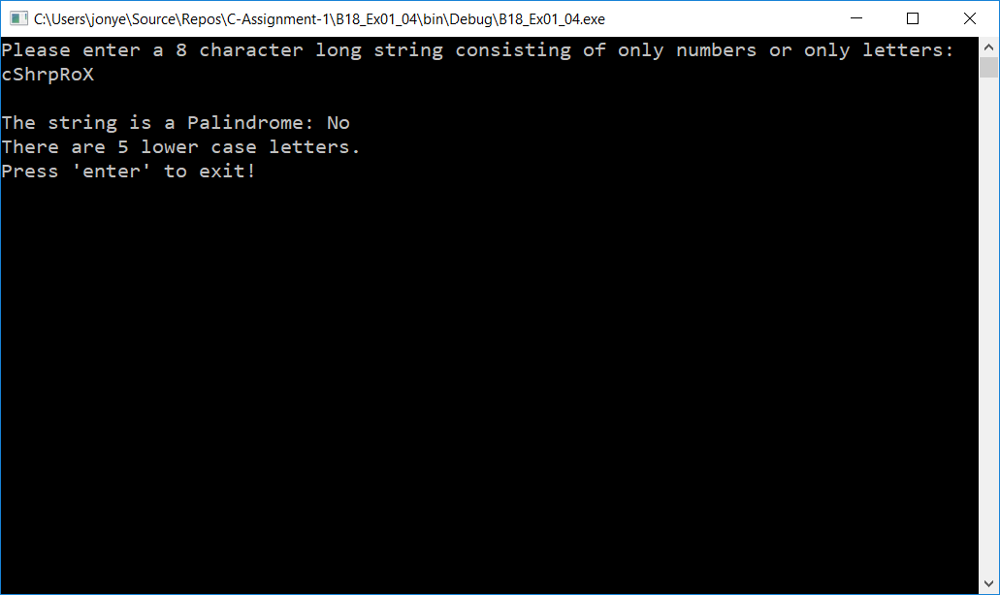 C:\Users\jonye\Source\Repos\C-Assignment-1\B18_Ex01_04\bin\Debug\B18_Ex01_04.exe
Please enter a 8 character long string consisting of only numbers or only letters:
cShrpRoX
The string is a Palindrome: No
There are 5 lower case letters.
Press 'enter' to exit!